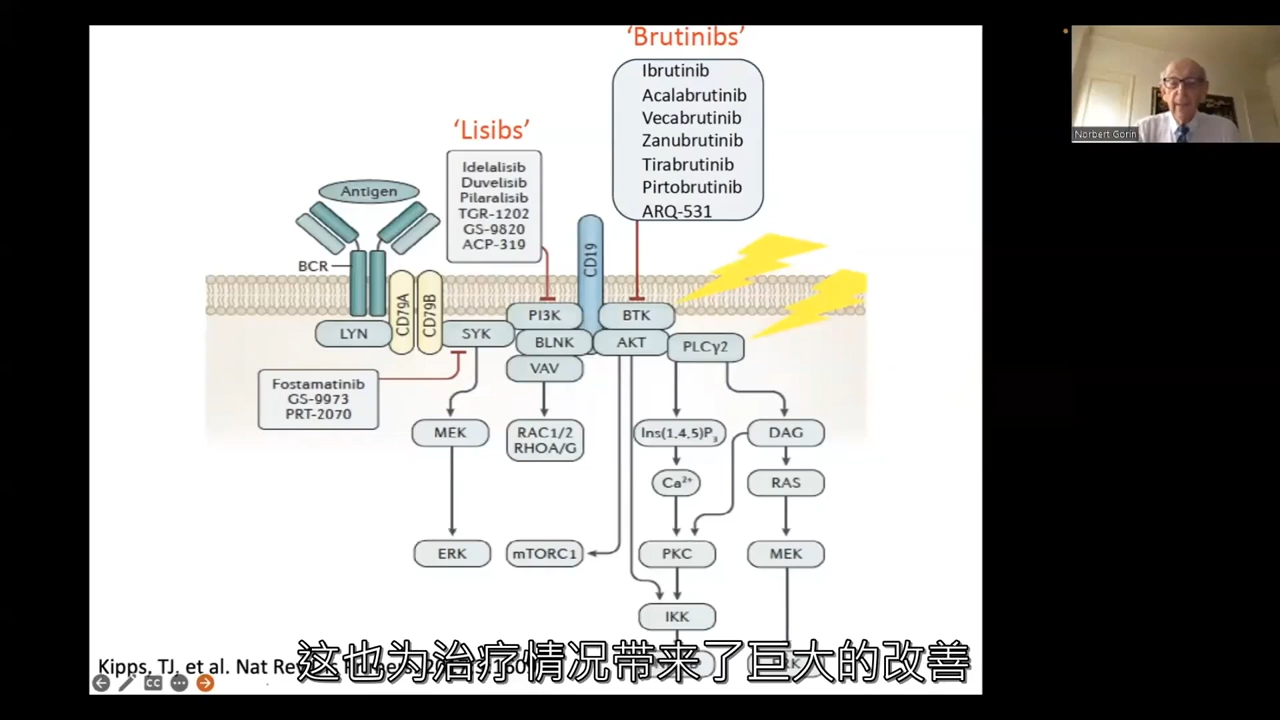 'Brutinibs'
Ibrutinib
Acalabrutinib
Vecabrutinib
Zanubrutinib
Tirabrutinib
Pirtobrutinib
ARQ-531
Norbert Gorin
'Lisibs'
Idelalisib
Duvelisib
Pilaralisib
TGR-1202
GS-9820
ACP-319
Antigen
BCR
CD79A
CD79B
CD19
LYN
SYK
PI3K
BTK
BLNK
AKT
PLCγ2
VAV
Fostamatinib
GS-9973
PRT-2070
MEK
RAC1/2
RHOA/G
Ins(1,4,5)P₃
DAG
Ca²⁺
RAS
ERK
mTORC1
PKC
MEK
IKK
Kipps, TJ. et al. Nat Rev
这也为治疗情况带来了巨大的改善
CC